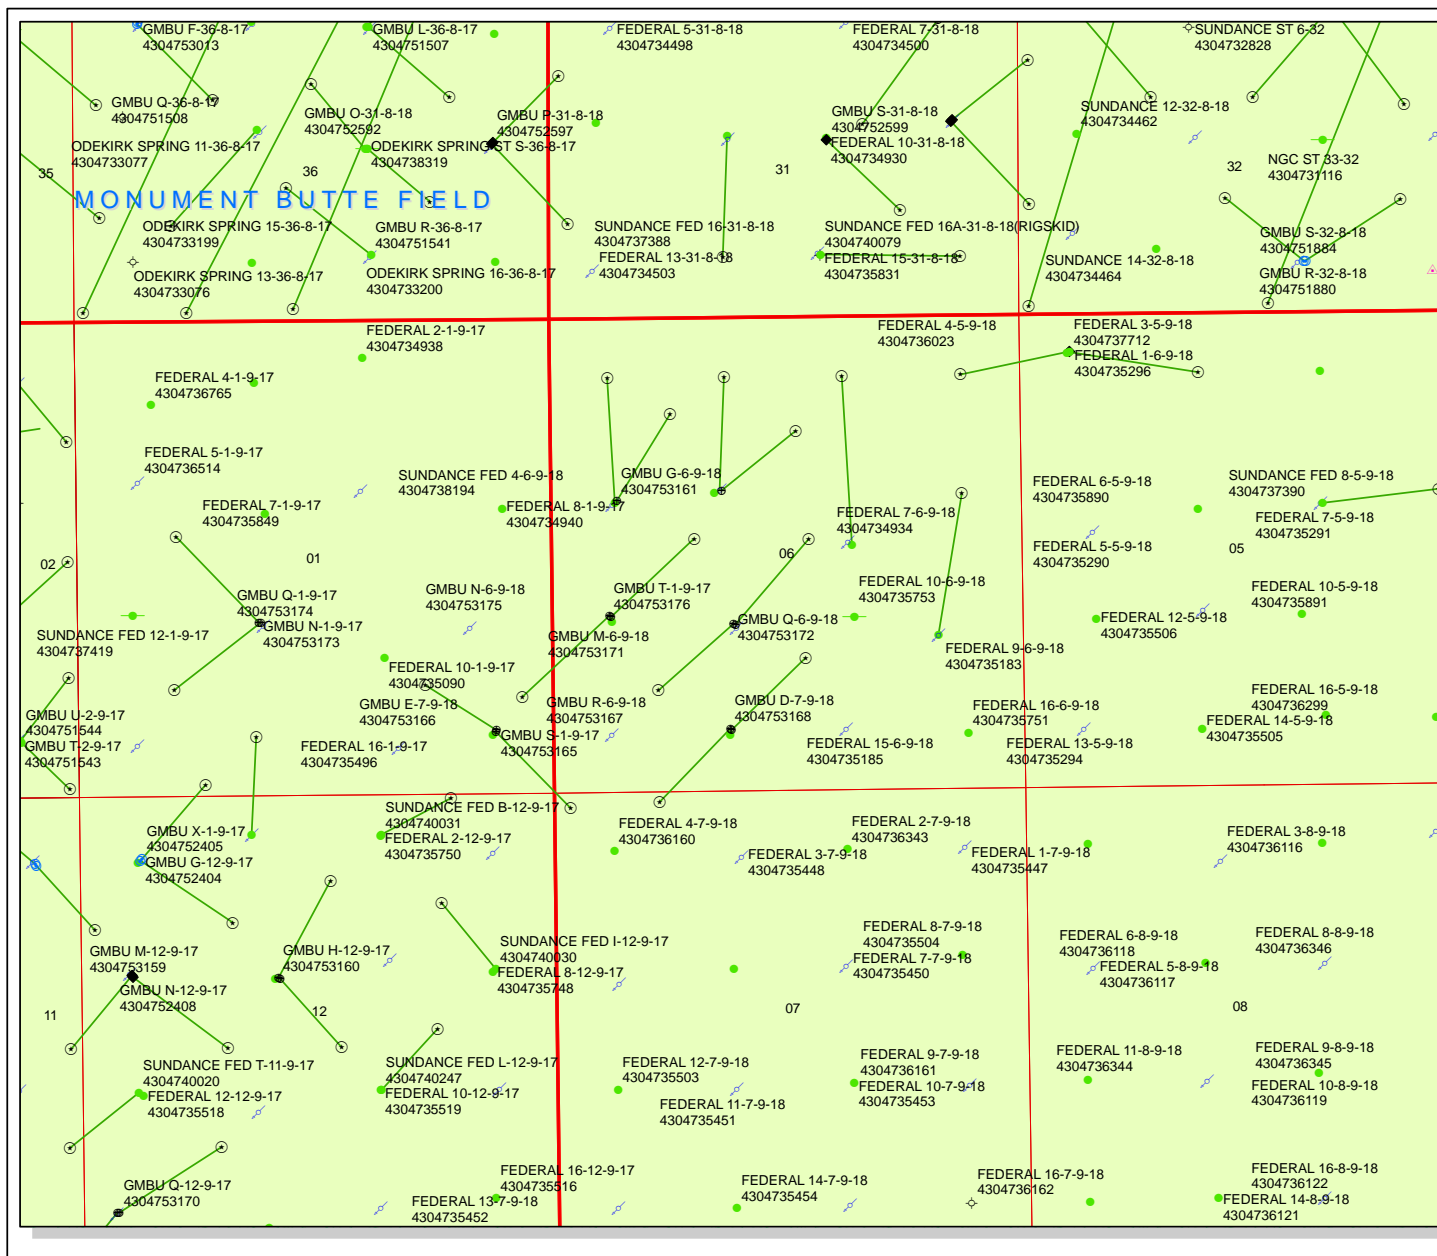 GMBU F-36-8-17
4304753013
GMBU L-36-8-17
4304751507
FEDERAL 5-31-8-18
4304734498
FEDERAL 7-31-8-18
4304734500
SUNDANCE ST 6-32
4304732828
GMBU Q-36-8-17
4304751508
GMBU O-31-8-18
4304752592
GMBU P-31-8-18
4304752597
GMBU S-31-8-18
4304752599
SUNDANCE 12-32-8-18
4304734462
ODEKIRK SPRING 11-36-8-17
4304733077
ODEKIRK SPRING ST S-36-8-17
4304738319
FEDERAL 10-31-8-18
4304734930
NGC ST 33-32
4304731116
35
36
31
32
MONUMENT BUTTE FIELD
ODEKIRK SPRING 15-36-8-17
4304733199
GMBU R-36-8-17
4304751541
SUNDANCE FED 16-31-8-18
4304737388
SUNDANCE FED 16A-31-8-18(RIGSKID)
4304740079
GMBU S-32-8-18
4304751884
ODEKIRK SPRING 13-36-8-17
4304733076
ODEKIRK SPRING 16-36-8-17
4304733200
FEDERAL 13-31-8-18
4304734503
FEDERAL 15-31-8-18
4304735831
SUNDANCE 14-32-8-18
4304734464
GMBU R-32-8-18
4304751880
FEDERAL 2-1-9-17
4304734938
FEDERAL 4-5-9-18
4304736023
FEDERAL 3-5-9-18
4304737712
FEDERAL 1-6-9-18
4304735296
FEDERAL 4-1-9-17
4304736765
FEDERAL 5-1-9-17
4304736514
SUNDANCE FED 4-6-9-18
4304738194
GMBU G-6-9-18
4304753161
FEDERAL 6-5-9-18
4304735890
SUNDANCE FED 8-5-9-18
4304737390
FEDERAL 7-1-9-17
4304735849
FEDERAL 8-1-9-17
4304734940
FEDERAL 7-6-9-18
4304734934
FEDERAL 7-5-9-18
4304735291
02
01
06
FEDERAL 5-5-9-18
4304735290
05
GMBU Q-1-9-17
4304753174
GMBU N-6-9-18
4304753175
GMBU T-1-9-17
4304753176
FEDERAL 10-6-9-18
4304735753
FEDERAL 10-5-9-18
4304735891
SUNDANCE FED 12-1-9-17
4304737419
GMBU N-1-9-17
4304753173
GMBU M-6-9-18
4304753171
GMBU Q-6-9-18
4304753172
FEDERAL 12-5-9-18
4304735506
FEDERAL 10-1-9-17
4304735090
FEDERAL 9-6-9-18
4304735183
GMBU U-2-9-17
4304751544
GMBU E-7-9-18
4304753166
GMBU R-6-9-18
4304753167
GMBU D-7-9-18
4304753168
FEDERAL 16-6-9-18
4304735751
FEDERAL 16-5-9-18
4304736299
GMBU T-2-9-17
4304751543
FEDERAL 16-1-9-17
4304735496
GMBU S-1-9-17
4304753165
FEDERAL 15-6-9-18
4304735185
FEDERAL 13-5-9-18
4304735294
FEDERAL 14-5-9-18
4304735505
GMBU X-1-9-17
4304752405
SUNDANCE FED B-12-9-17
4304740031
FEDERAL 4-7-9-18
4304736160
FEDERAL 2-7-9-18
4304736343
FEDERAL 3-8-9-18
4304736116
GMBU G-12-9-17
4304752404
FEDERAL 2-12-9-17
4304735750
FEDERAL 3-7-9-18
4304735448
FEDERAL 1-7-9-18
4304735447
GMBU M-12-9-17
4304753159
GMBU H-12-9-17
4304753160
SUNDANCE FED I-12-9-17
4304740030
FEDERAL 8-7-9-18
4304735504
FEDERAL 6-8-9-18
4304736118
FEDERAL 8-8-9-18
4304736346
GMBU N-12-9-17
4304752408
FEDERAL 8-12-9-17
4304735748
FEDERAL 7-7-9-18
4304735450
FEDERAL 5-8-9-18
4304736117
11
12
07
08
SUNDANCE FED T-11-9-17
4304740020
SUNDANCE FED L-12-9-17
4304740247
FEDERAL 12-7-9-18
4304735503
FEDERAL 9-7-9-18
4304736161
FEDERAL 11-8-9-18
4304736344
FEDERAL 9-8-9-18
4304736345
FEDERAL 12-12-9-17
4304735518
FEDERAL 10-12-9-17
4304735519
FEDERAL 11-7-9-18
4304735451
FEDERAL 10-7-9-18
4304735453
FEDERAL 10-8-9-18
4304736119
GMBU Q-12-9-17
4304753170
FEDERAL 16-12-9-17
4304735516
FEDERAL 13-7-9-18
4304735452
FEDERAL 14-7-9-18
4304735454
FEDERAL 16-7-9-18
4304736162
FEDERAL 16-8-9-18
4304736122
FEDERAL 14-8-9-18
4304736121